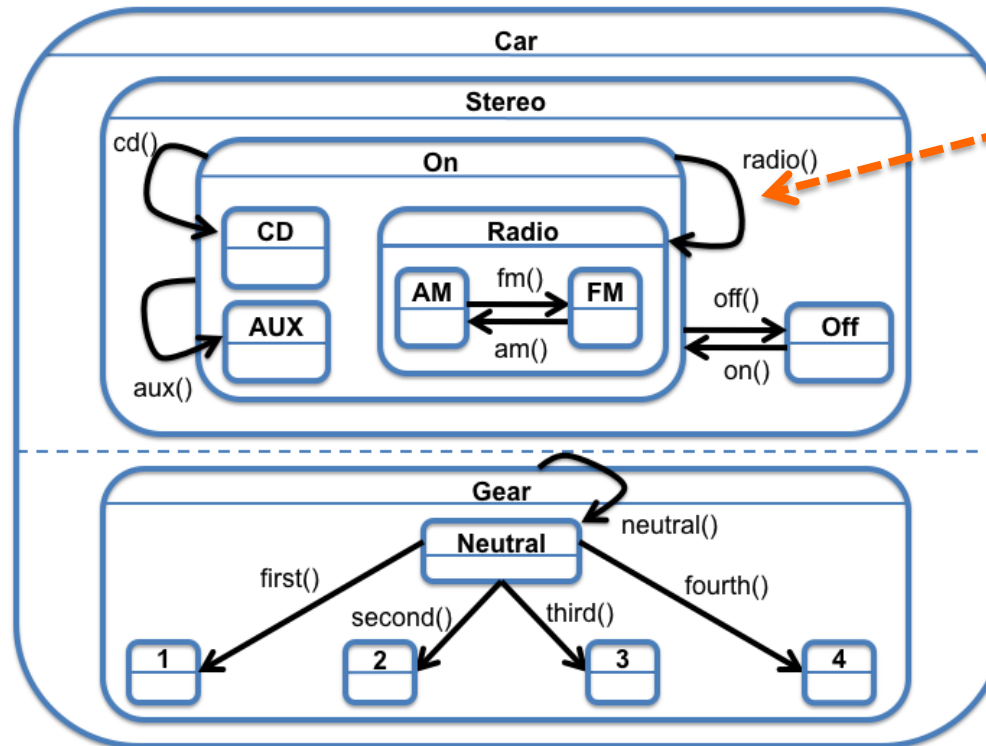 Car
Stereo
cd()
On
radio()
CD
Radio
AM
fm()
FM
off()
AUX
am()
Off
on()
aux()
Gear
neutral()
Neutral
first()
fourth()
second()
third()
1
2
3
4